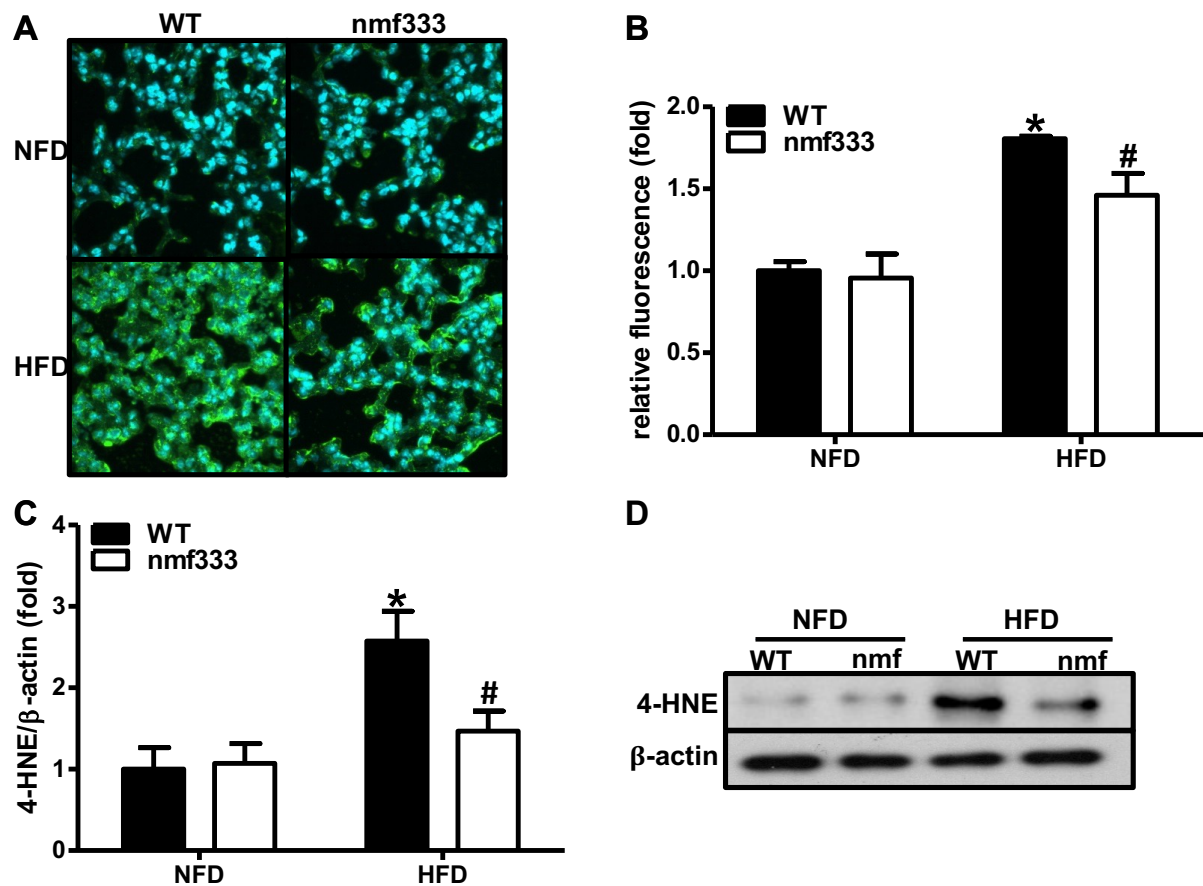 A
WT nmf333
NFD
HFD
B
relative fluorescence (fold)
2.0
1.5
1.0
0.5
0.0
WT
nmf333
*
#
NFD HFD
C
4-HNE/β-actin (fold)
4
3
2
1
0
WT
nmf333
*
#
NFD HFD
D
NFD HFD
WT nmf WT nmf
4-HNE
β-actin